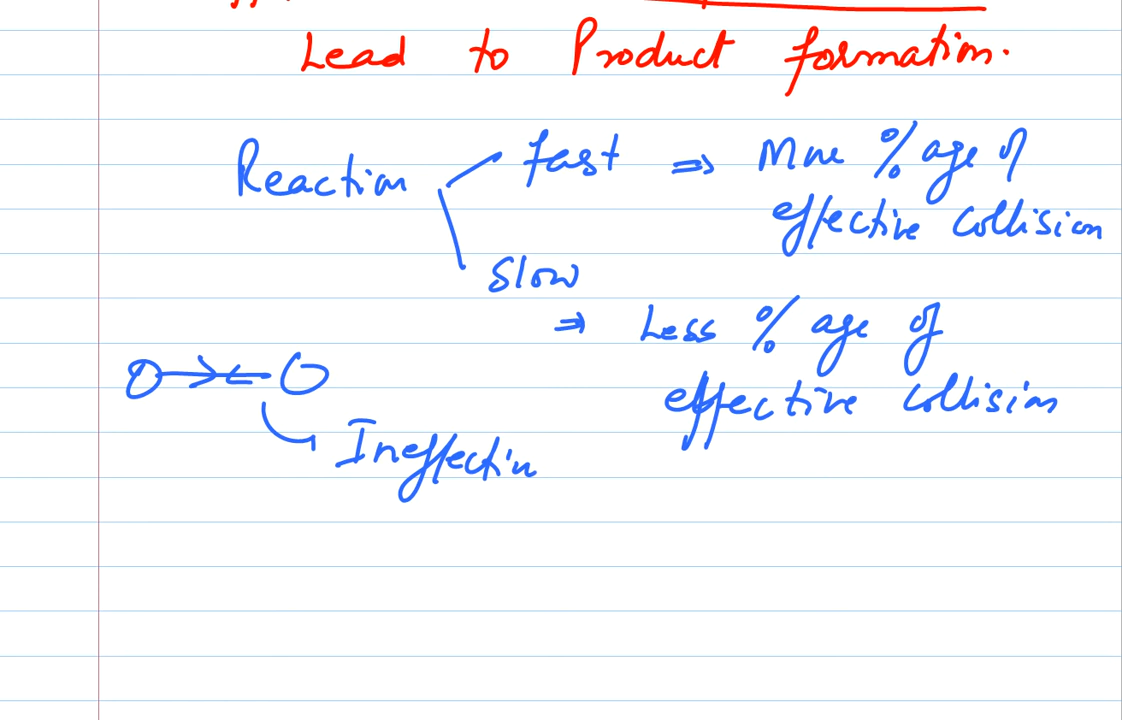 Lead to Product formation.
Reaction fast ⇒ More % age of
effective collision
Slow
⇒ Less % age of
effective collision
Ineffective